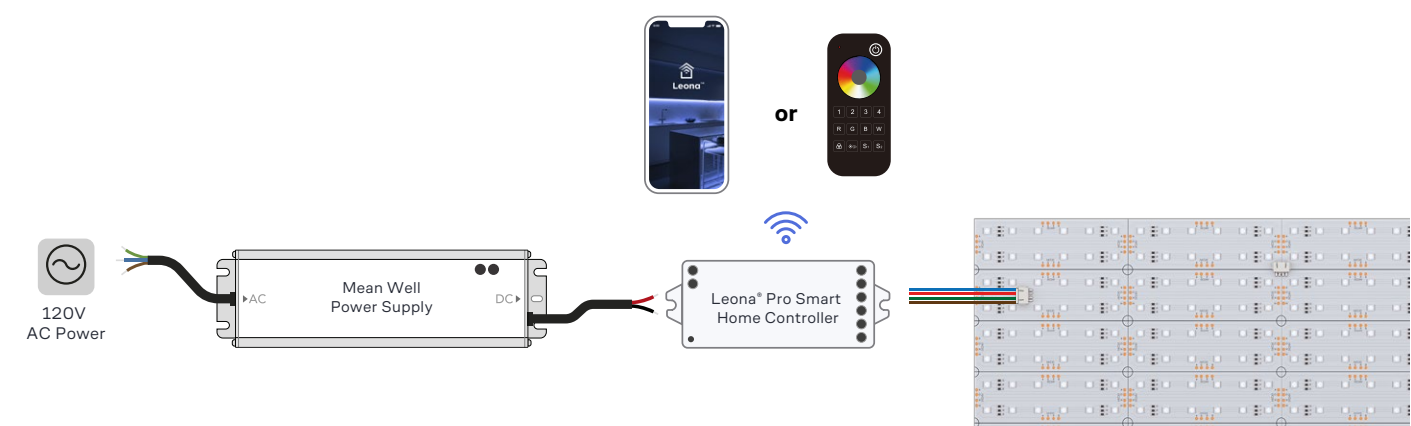 Leona™
or
1 2 3 4
R G B W
S₁ S₂
120V
AC Power
▸AC
Mean Well
Power Supply
DC▸
Leona® Pro Smart
Home Controller